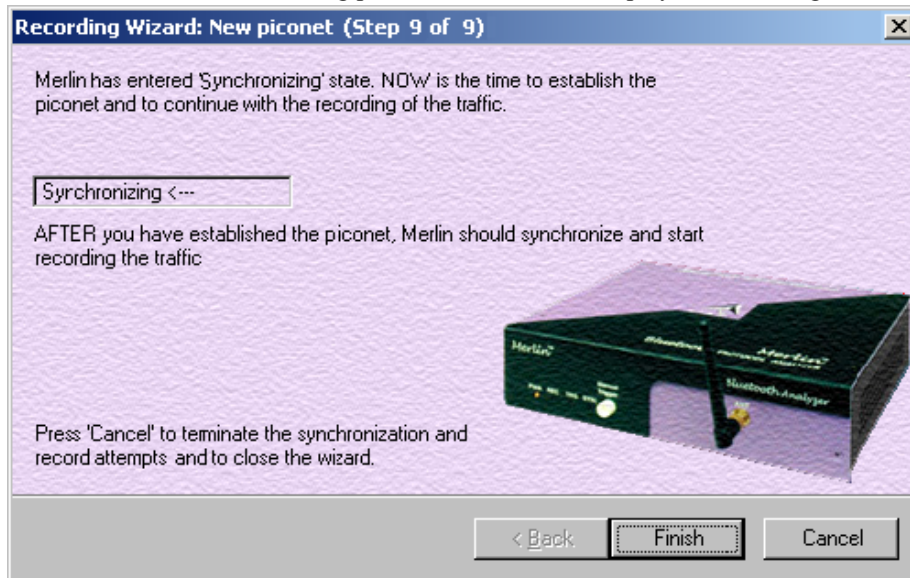 Recording Wizard: New piconet (Step 9 of 9)
Merlin has entered 'Synchronizing' state. NOW is the time to establish the
piconet and to continue with the recording of the traffic.
Syrchronizing <---
AFTER you have established the piconet, Merlin should synchronize and start
recording the traffic
Merlin™
Merlin™
Bluetooth Analyzer
Press 'Cancel' to terminate the synchronization and
record attempts and to close the wizard.
< Back
Finish
Cancel